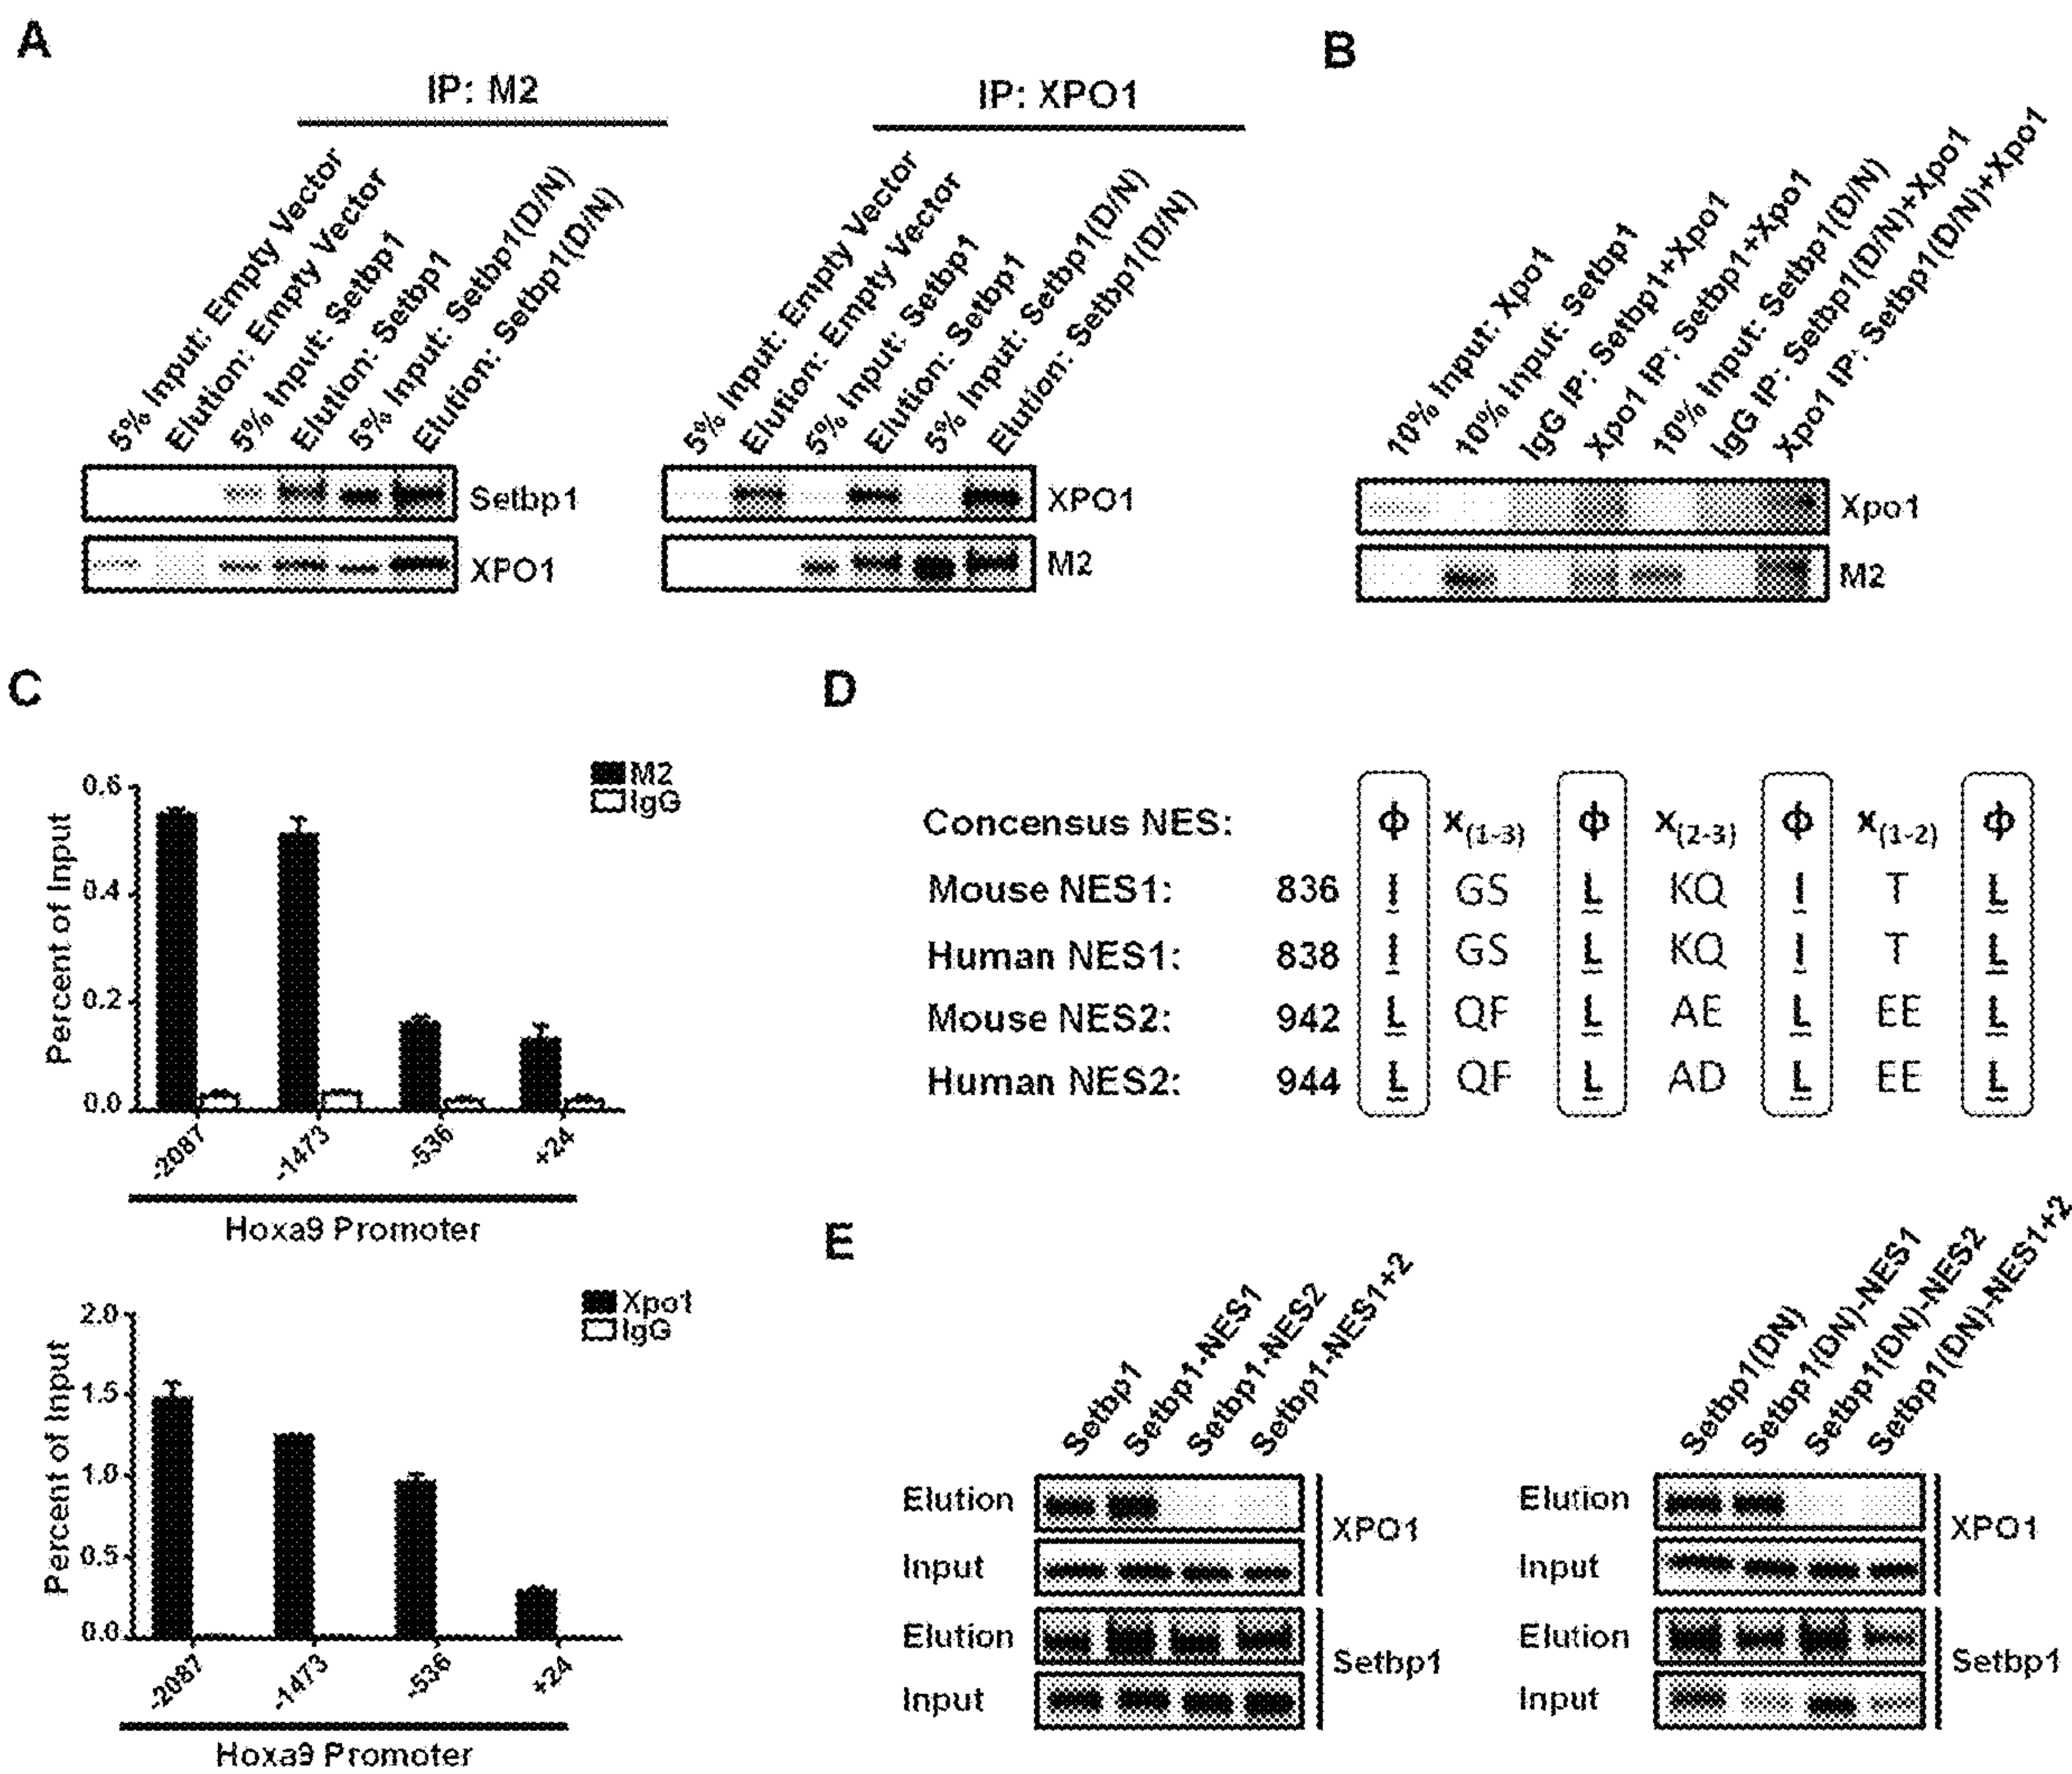 A
IP: M2
IP: XPO1
5% Input: Empty Vector
Elution: Empty Vector
5% Input: Setbp1
Elution: Setbp1
5% Input: Setbp1(D/N)
Elution: Setbp1(D/N)
5% Input: Empty Vector
Elution: Empty Vector
5% Input: Setbp1
Elution: Setbp1
5% Input: Setbp1(D/N)
Elution: Setbp1(D/N)
Setbp1
XPO1
XPO1
M2
B
10% Input: Xpo1
10% Input: Setbp1
IgG IP: Setbp1+Xpo1
Xpo1 IP: Setbp1+Xpo1
10% Input: Setbp1(D/N)
IgG IP: Setbp1(D/N)+Xpo1
Xpo1 IP: Setbp1(D/N)+Xpo1
Xpo1
M2
C
M2
IgG
Percent of Input
0.6
0.4
0.2
0.0
-2087
-1473
-536
+24
Hoxa9 Promoter
Xpo1
IgG
Percent of Input
2.0
1.5
1.0
0.5
0.0
-2087
-1473
-536
+24
Hoxa9 Promoter
D
Concensus NES: ϕ x(1-3) ϕ x(2-3) ϕ x(1-2) ϕ
Mouse NES1: 836 I GS L KQ I T L
Human NES1: 838 I GS L KQ I T L
Mouse NES2: 942 L QF L AE L EE L
Human NES2: 944 L QF L AD L EE L
E
Setbp1
Setbp1-NES1
Setbp1-NES2
Setbp1-NES1+2
Elution
Input
XPO1
Elution
Input
Setbp1
Setbp1(DN)
Setbp1(DN)-NES1
Setbp1(DN)-NES2
Setbp1(DN)-NES1+2
Elution
Input
XPO1
Elution
Input
Setbp1